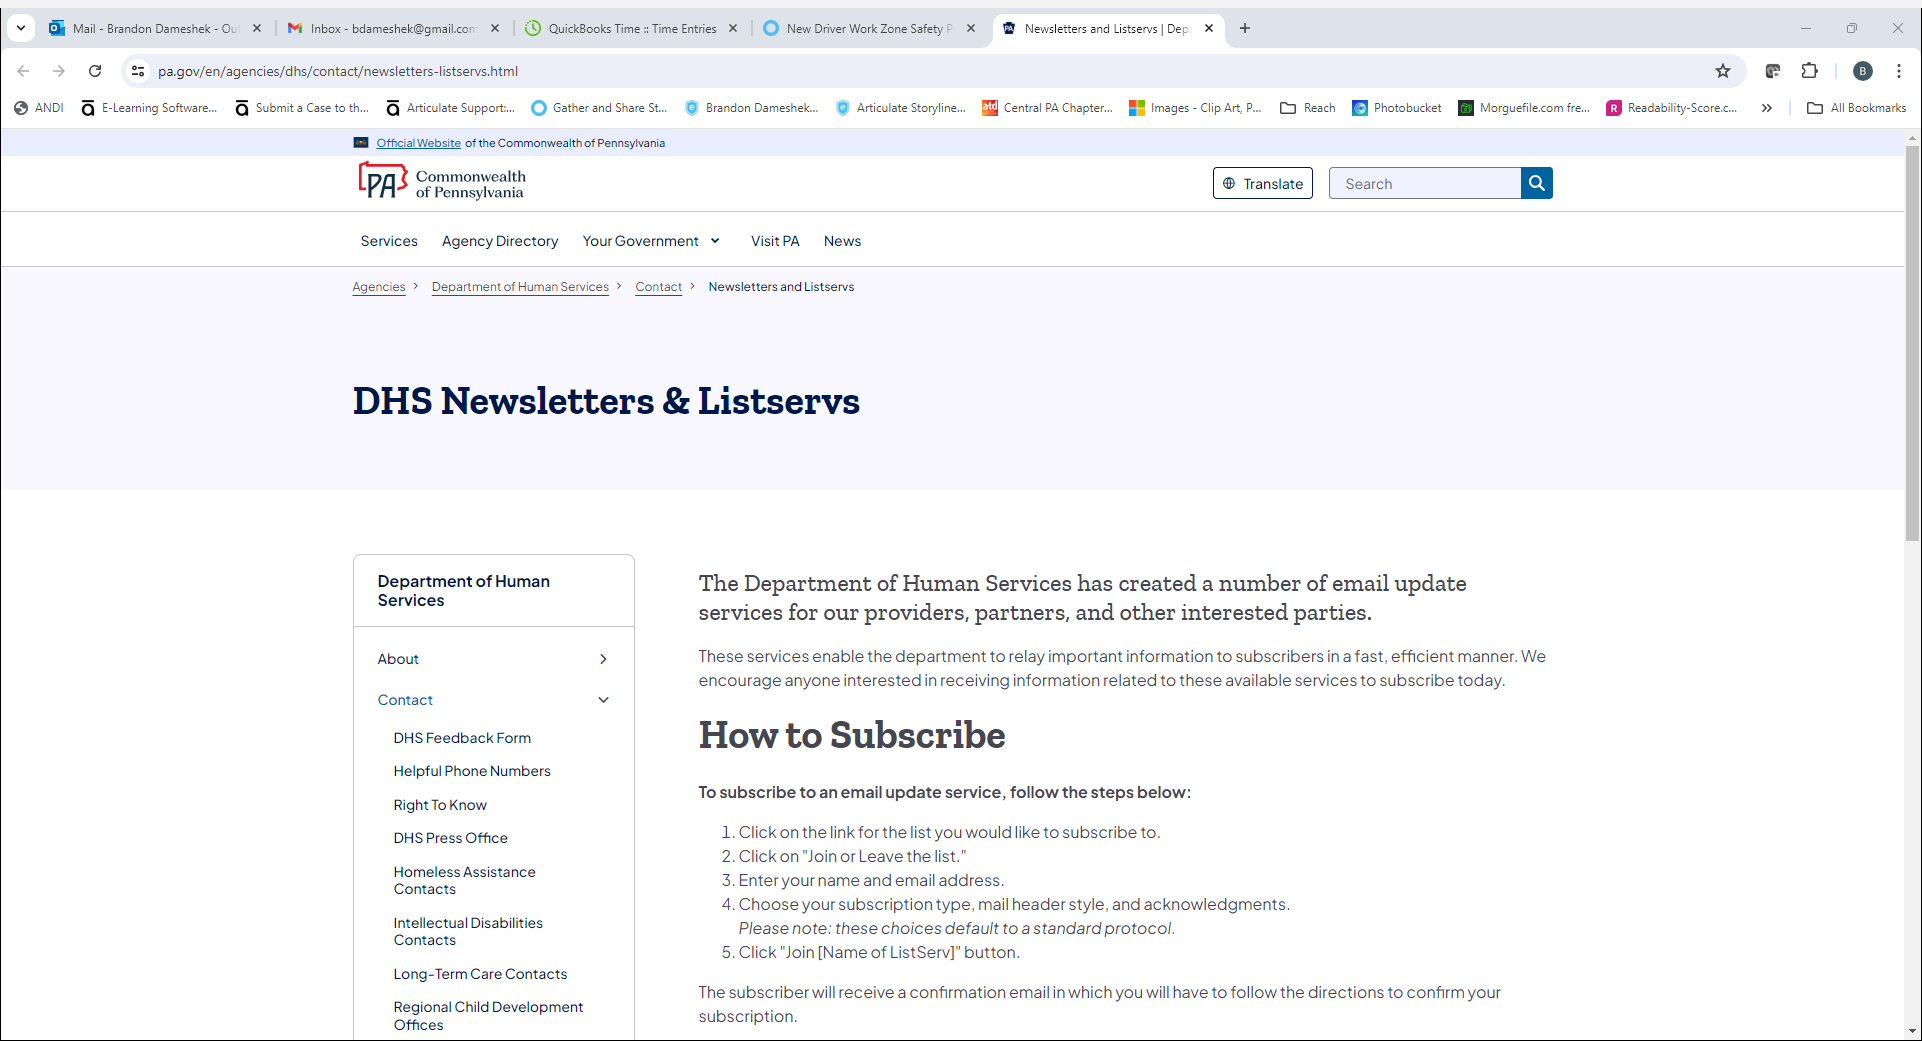 Mail - Brandon Dameshek - Out
Inbox - bdameshek@gmail.com
QuickBooks Time :: Time Entries
New Driver Work Zone Safety P
Newsletters and Listservs | Dep
pa.gov/en/agencies/dhs/contact/newsletters-listservs.html
B
ANDI
E-Learning Software...
Submit a Case to th...
Articulate Support:...
Gather and Share St...
Brandon Dameshek...
Articulate Storyline...
atd Central PA Chapter...
Images - Clip Art, P...
Reach
Photobucket
Morguefile.com fre...
R Readability-Score.c...
All Bookmarks
Official Website of the Commonwealth of Pennsylvania
PA Commonwealth
of Pennsylvania
Translate
Search
Services
Agency Directory
Your Government
Visit PA
News
Agencies > Department of Human Services > Contact > Newsletters and Listservs
DHS Newsletters & Listservs
Department of Human
Services
About
Contact
DHS Feedback Form
Helpful Phone Numbers
Right To Know
DHS Press Office
Homeless Assistance
Contacts
Intellectual Disabilities
Contacts
Long-Term Care Contacts
Regional Child Development
Offices
The Department of Human Services has created a number of email update
services for our providers, partners, and other interested parties.
These services enable the department to relay important information to subscribers in a fast, efficient manner. We
encourage anyone interested in receiving information related to these available services to subscribe today.
How to Subscribe
To subscribe to an email update service, follow the steps below:
1. Click on the link for the list you would like to subscribe to.
2. Click on "Join or Leave the list."
3. Enter your name and email address.
4. Choose your subscription type, mail header style, and acknowledgments.
Please note: these choices default to a standard protocol.
5. Click "Join [Name of ListServ]" button.
The subscriber will receive a confirmation email in which you will have to follow the directions to confirm your
subscription.